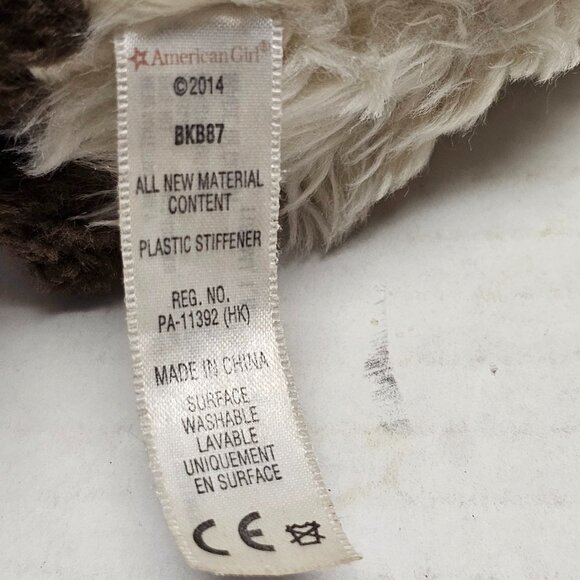 American Girl®
©2014
BKB87
ALL NEW MATERIAL
CONTENT
PLASTIC STIFFENER
REG. NO.
PA-11392 (HK)
MADE IN CHINA
SURFACE
WASHABLE
LAVABLE
UNIQUEMENT
EN SURFACE
CE